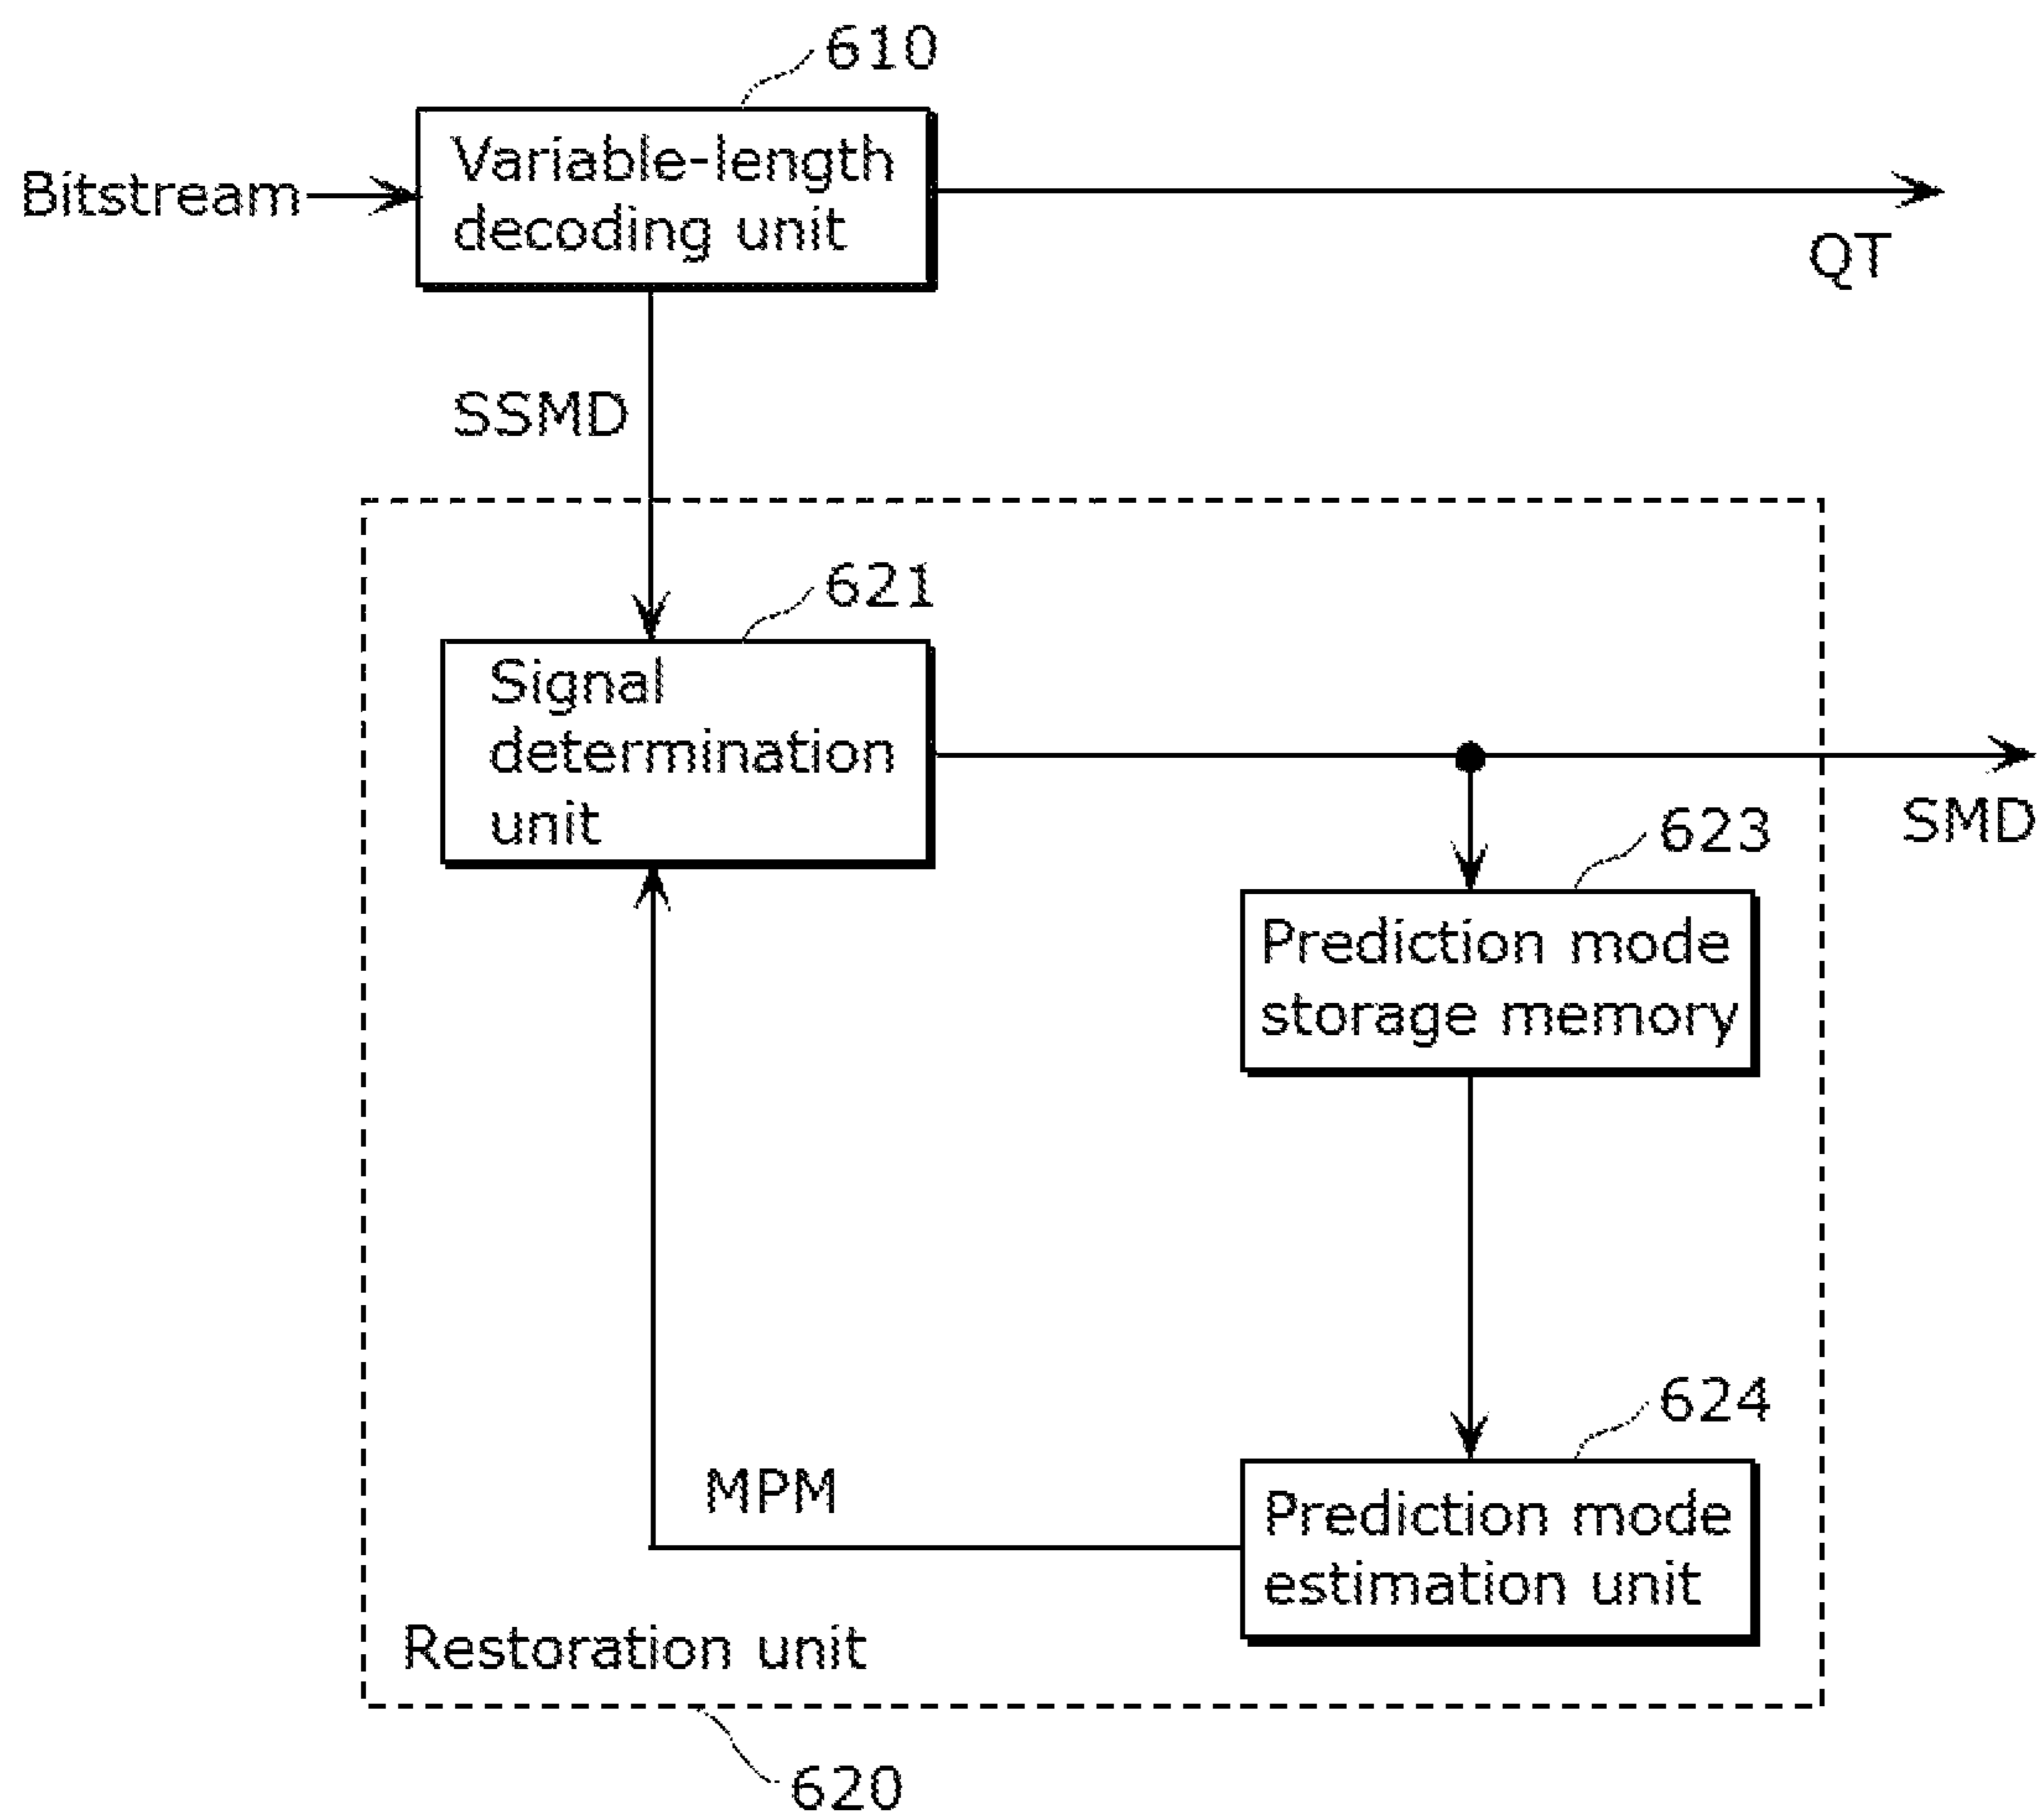 610
Variable-length
decoding unit
Bitstream
QT
SSMD
621
Signal
determination
unit
SMD
623
Prediction mode
storage memory
624
MPM
Prediction mode
estimation unit
Restoration unit
620